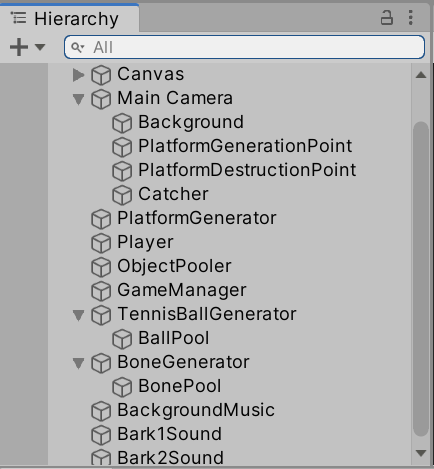 Hierarchy
All
Canvas
Main Camera
Background
PlatformGenerationPoint
PlatformDestructionPoint
Catcher
PlatformGenerator
Player
ObjectPooler
GameManager
TennisBallGenerator
BallPool
BoneGenerator
BonePool
BackgroundMusic
Bark1Sound
Bark2Sound